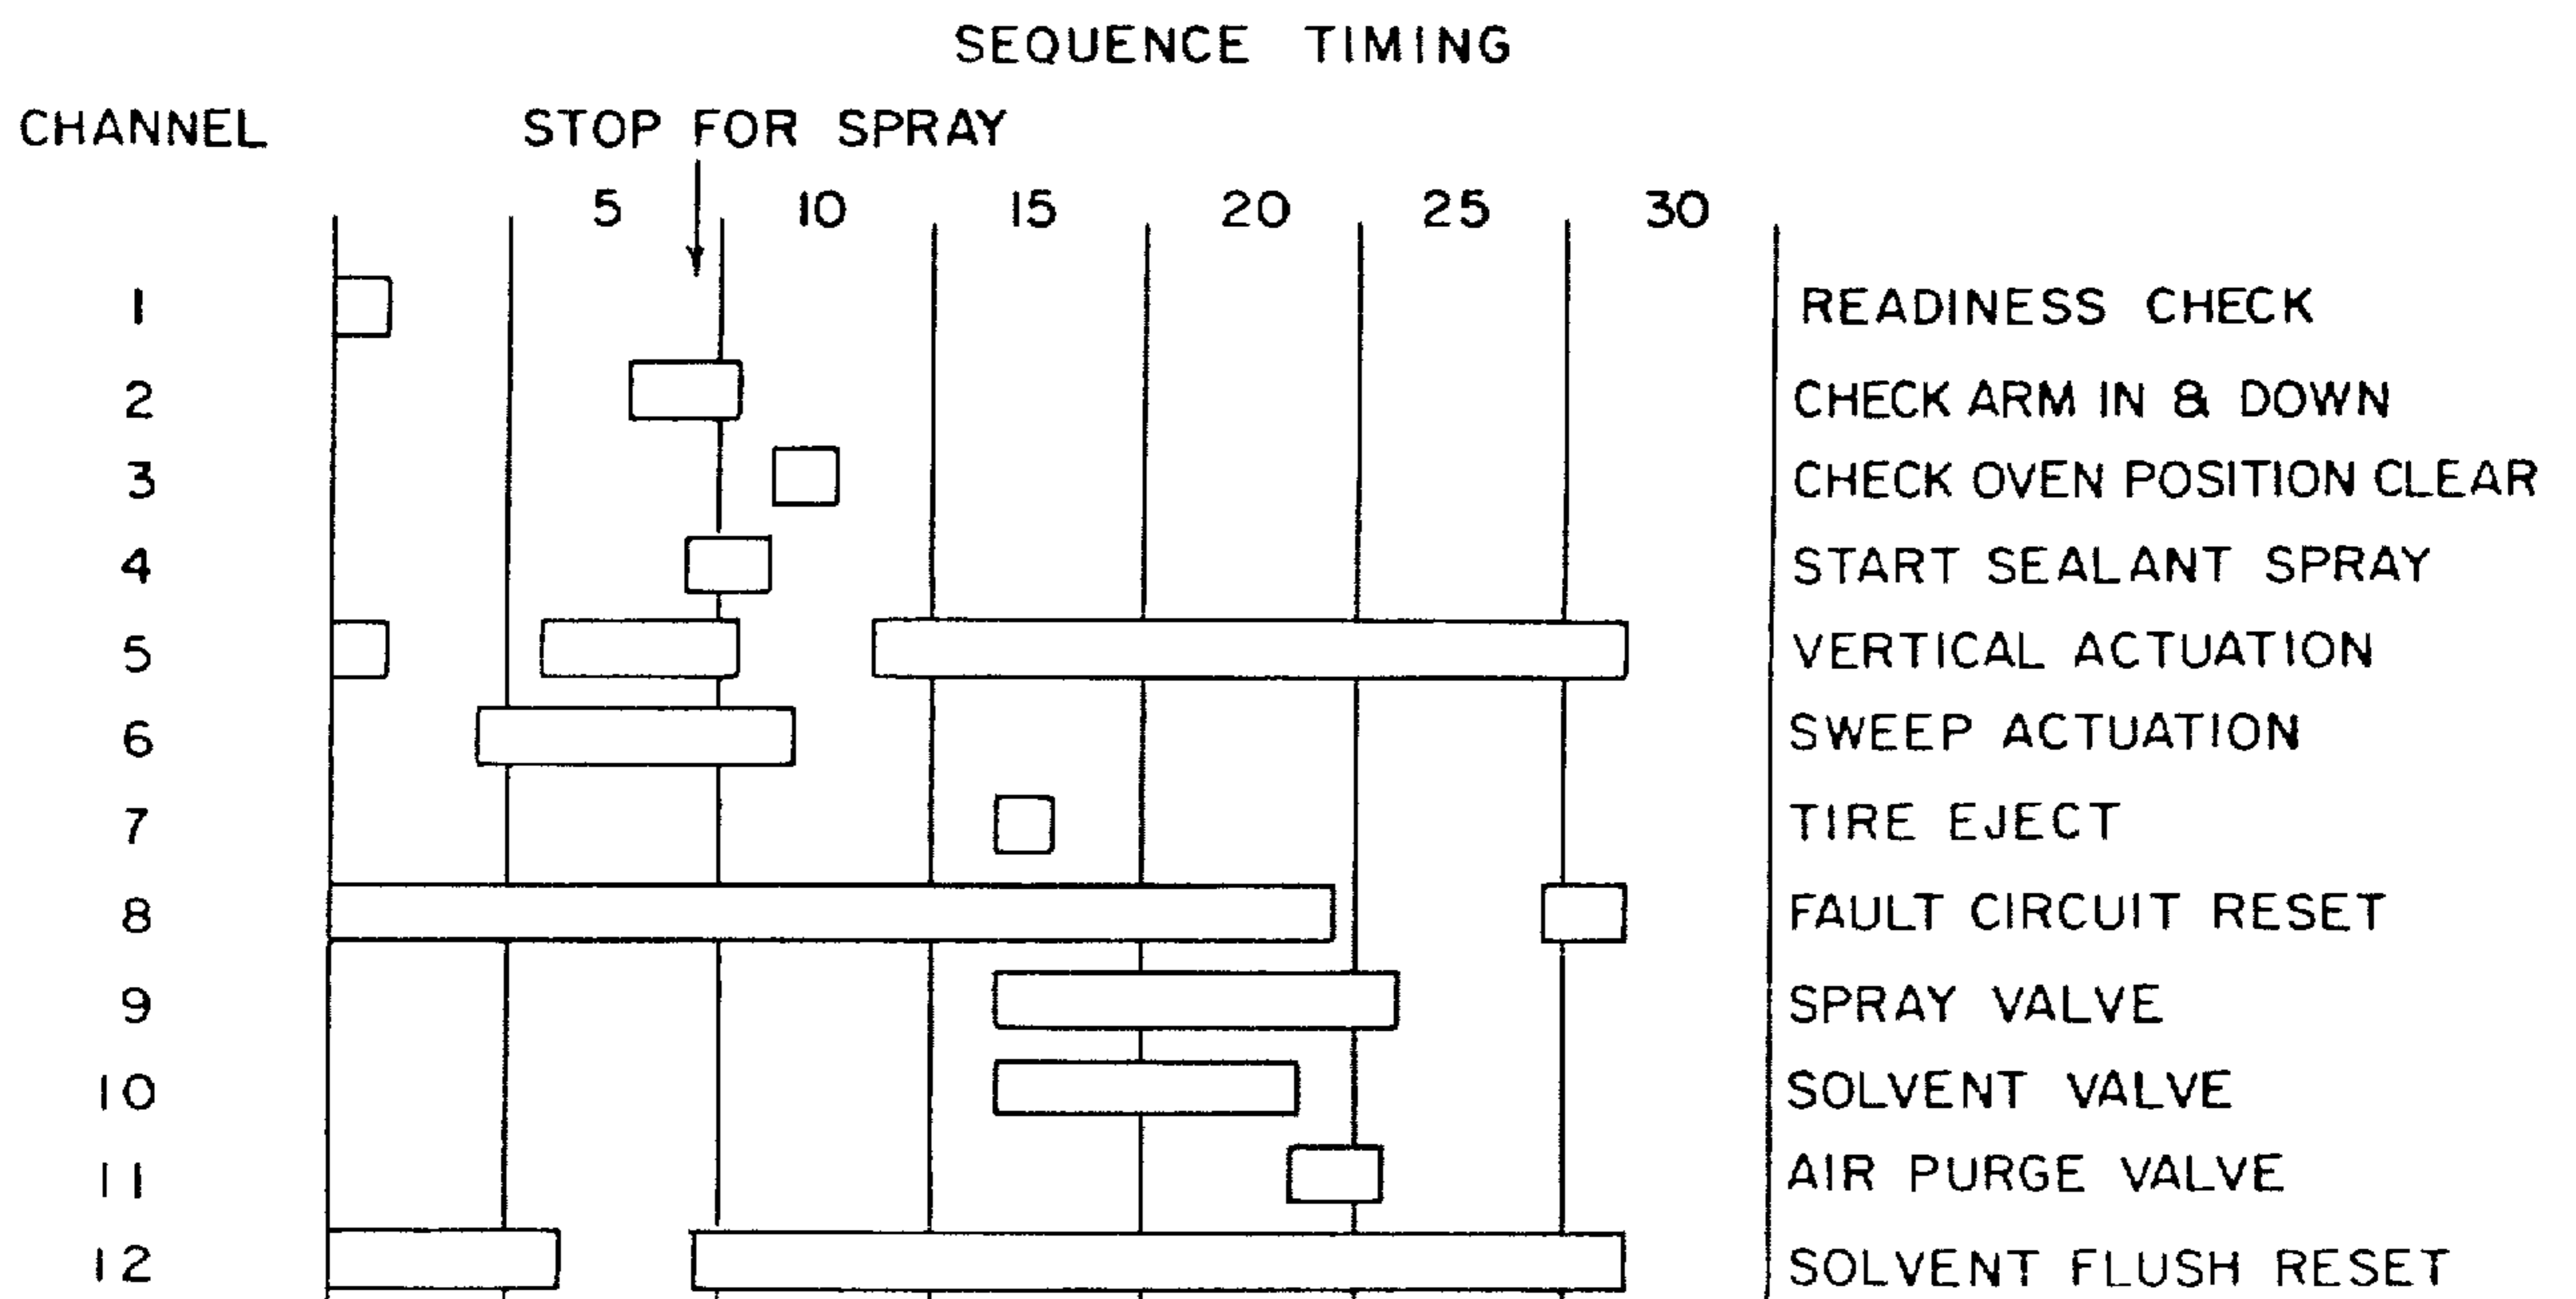 SEQUENCE TIMING
CHANNEL STOP FOR SPRAY
5 10 15 20 25 30
1 READINESS CHECK
2 CHECK ARM IN & DOWN
3 CHECK OVEN POSITION CLEAR
4 START SEALANT SPRAY
5 VERTICAL ACTUATION
6 SWEEP ACTUATION
7 TIRE EJECT
8 FAULT CIRCUIT RESET
9 SPRAY VALVE
10 SOLVENT VALVE
11 AIR PURGE VALVE
12 SOLVENT FLUSH RESET